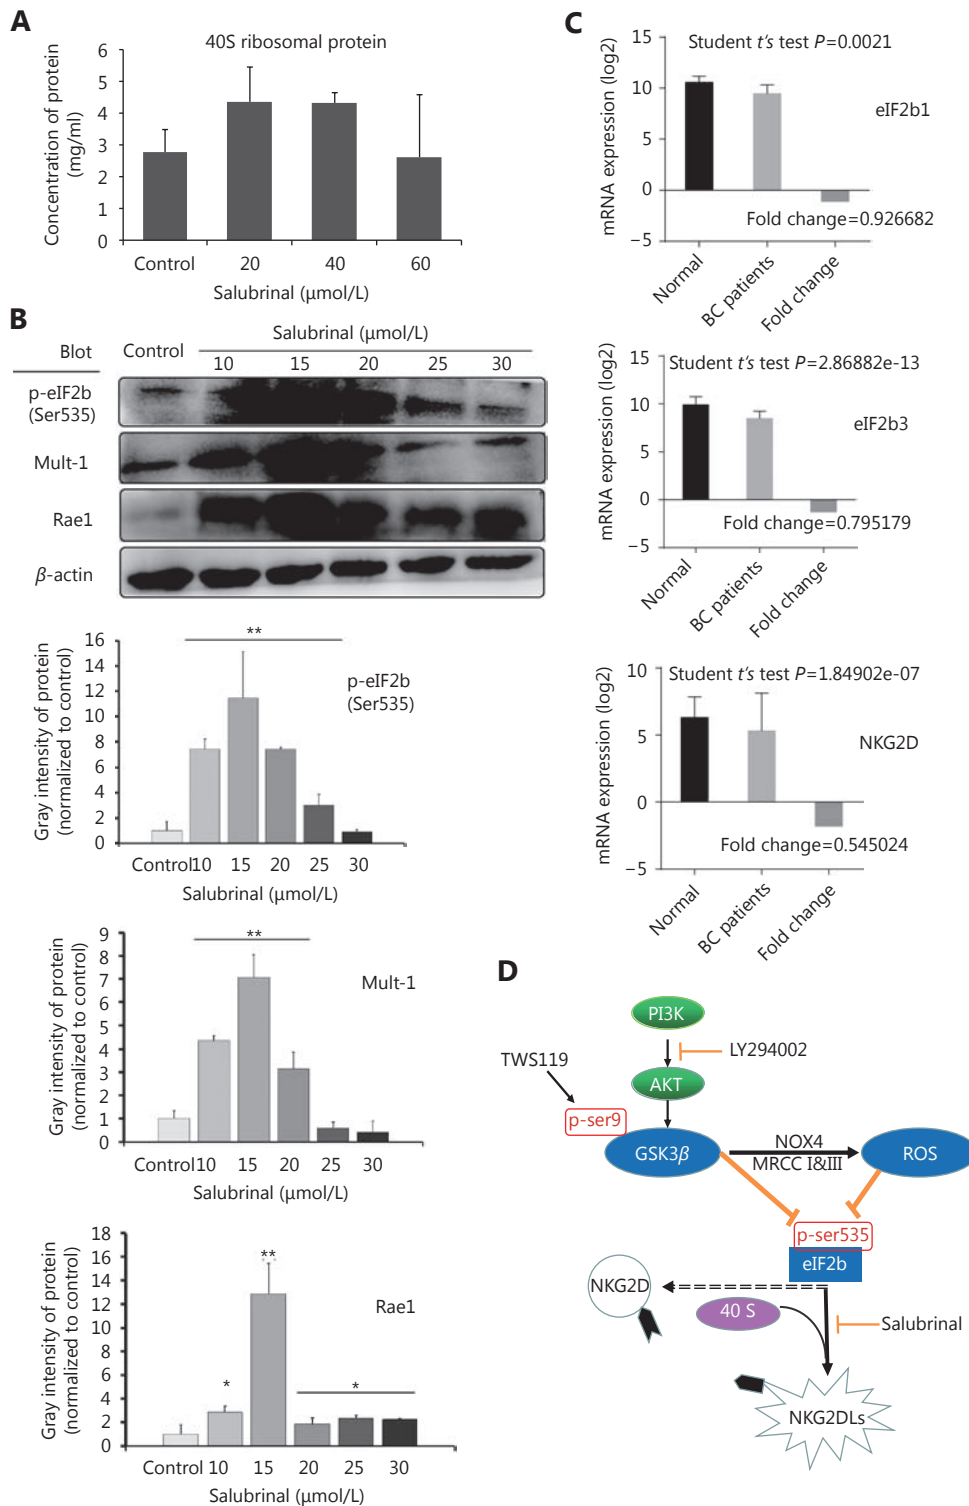 A
40S ribosomal protein
Concentration of protein
(mg/ml)
6
5
4
3
2
1
0
Control 20 40 60
Salubrinal (μmol/L)
B
Blot
Control
Salubrinal (μmol/L)
10 15 20 25 30
p-eIF2b
(Ser535)
Mult-1
Rae1
β-actin
Gray intensity of protein
(normalized to control)
16
14
12
10
8
6
4
2
0
**
p-eIF2b
(Ser535)
Control 10 15 20 25 30
Salubrinal (μmol/L)
Gray intensity of protein
(normalized to control)
9
8
7
6
5
4
3
2
1
0
**
Mult-1
Control 10 15 20 25 30
Salubrinal (μmol/L)
Gray intensity of protein
(normalized to control)
18
16
14
12
10
8
6
4
2
0
*
**
*
Rae1
Control 10 15 20 25 30
Salubrinal (μmol/L)
C
mRNA expression (log2)
15
10
5
0
−5
Student t's test P=0.0021
eIF2b1
Fold change=0.926682
Normal
BC patients
Fold change
mRNA expression (log2)
15
10
5
0
−5
Student t's test P=2.86882e-13
eIF2b3
Fold change=0.795179
Normal
BC patients
Fold change
mRNA expression (log2)
10
5
0
−5
Student t's test P=1.84902e-07
NKG2D
Fold change=0.545024
Normal
BC patients
Fold change
D
PI3K
LY294002
TWS119
AKT
p-ser9
GSK3β
NOX4
MRCC I&III
ROS
p-ser535
eIF2b
NKG2D
40 S
Salubrinal
NKG2DLs